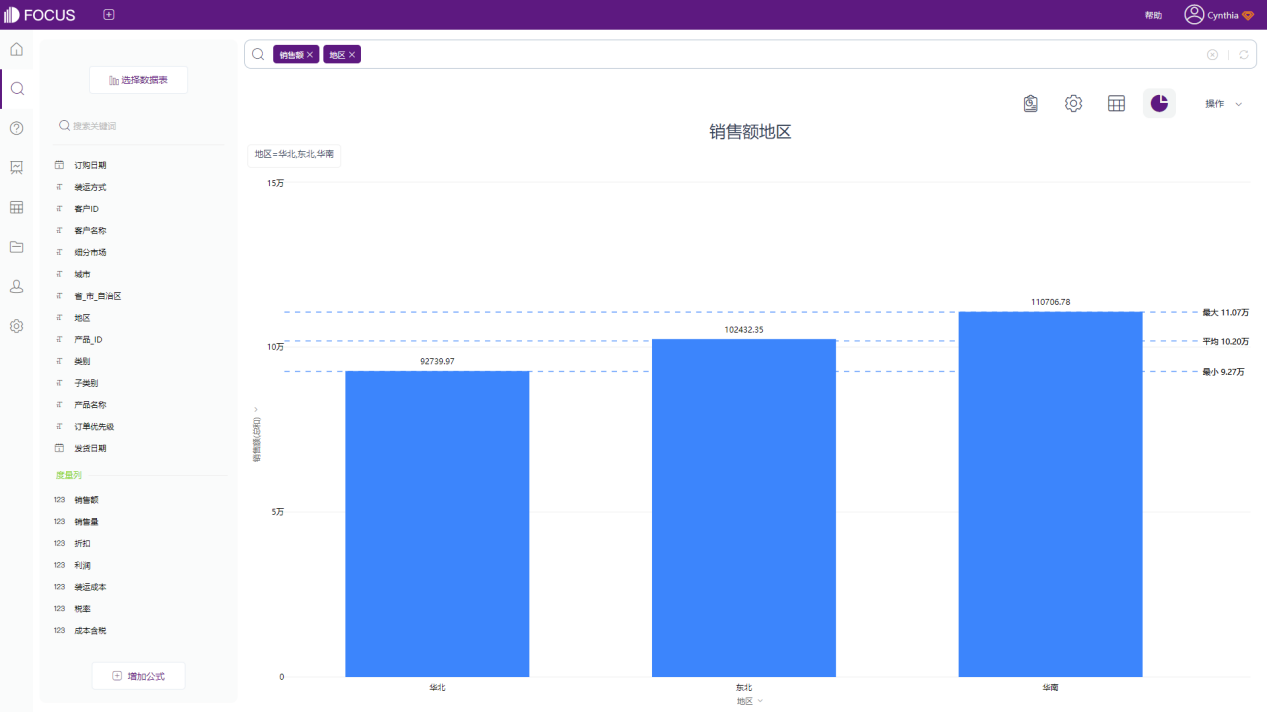 FOCUS
帮助
Cynthia
选择数据表
搜索关键词
订购日期
装运方式
客户ID
客户名称
细分市场
城市
省_市_自治区
地区
产品_ID
类别
子类别
产品名称
订单优先级
发货日期
度量列
123 销售额
123 销售量
123 折扣
123 利润
123 装运成本
123 税率
123 成本含税
增加公式
销售额 地区
操作
销售额地区
地区=华北,东北,华南
15万
10万
5万
0
销售额(总和)
92739.97
102432.35
110706.78
最大 11.07万
平均 10.20万
最小 9.27万
华北
东北
华南
地区